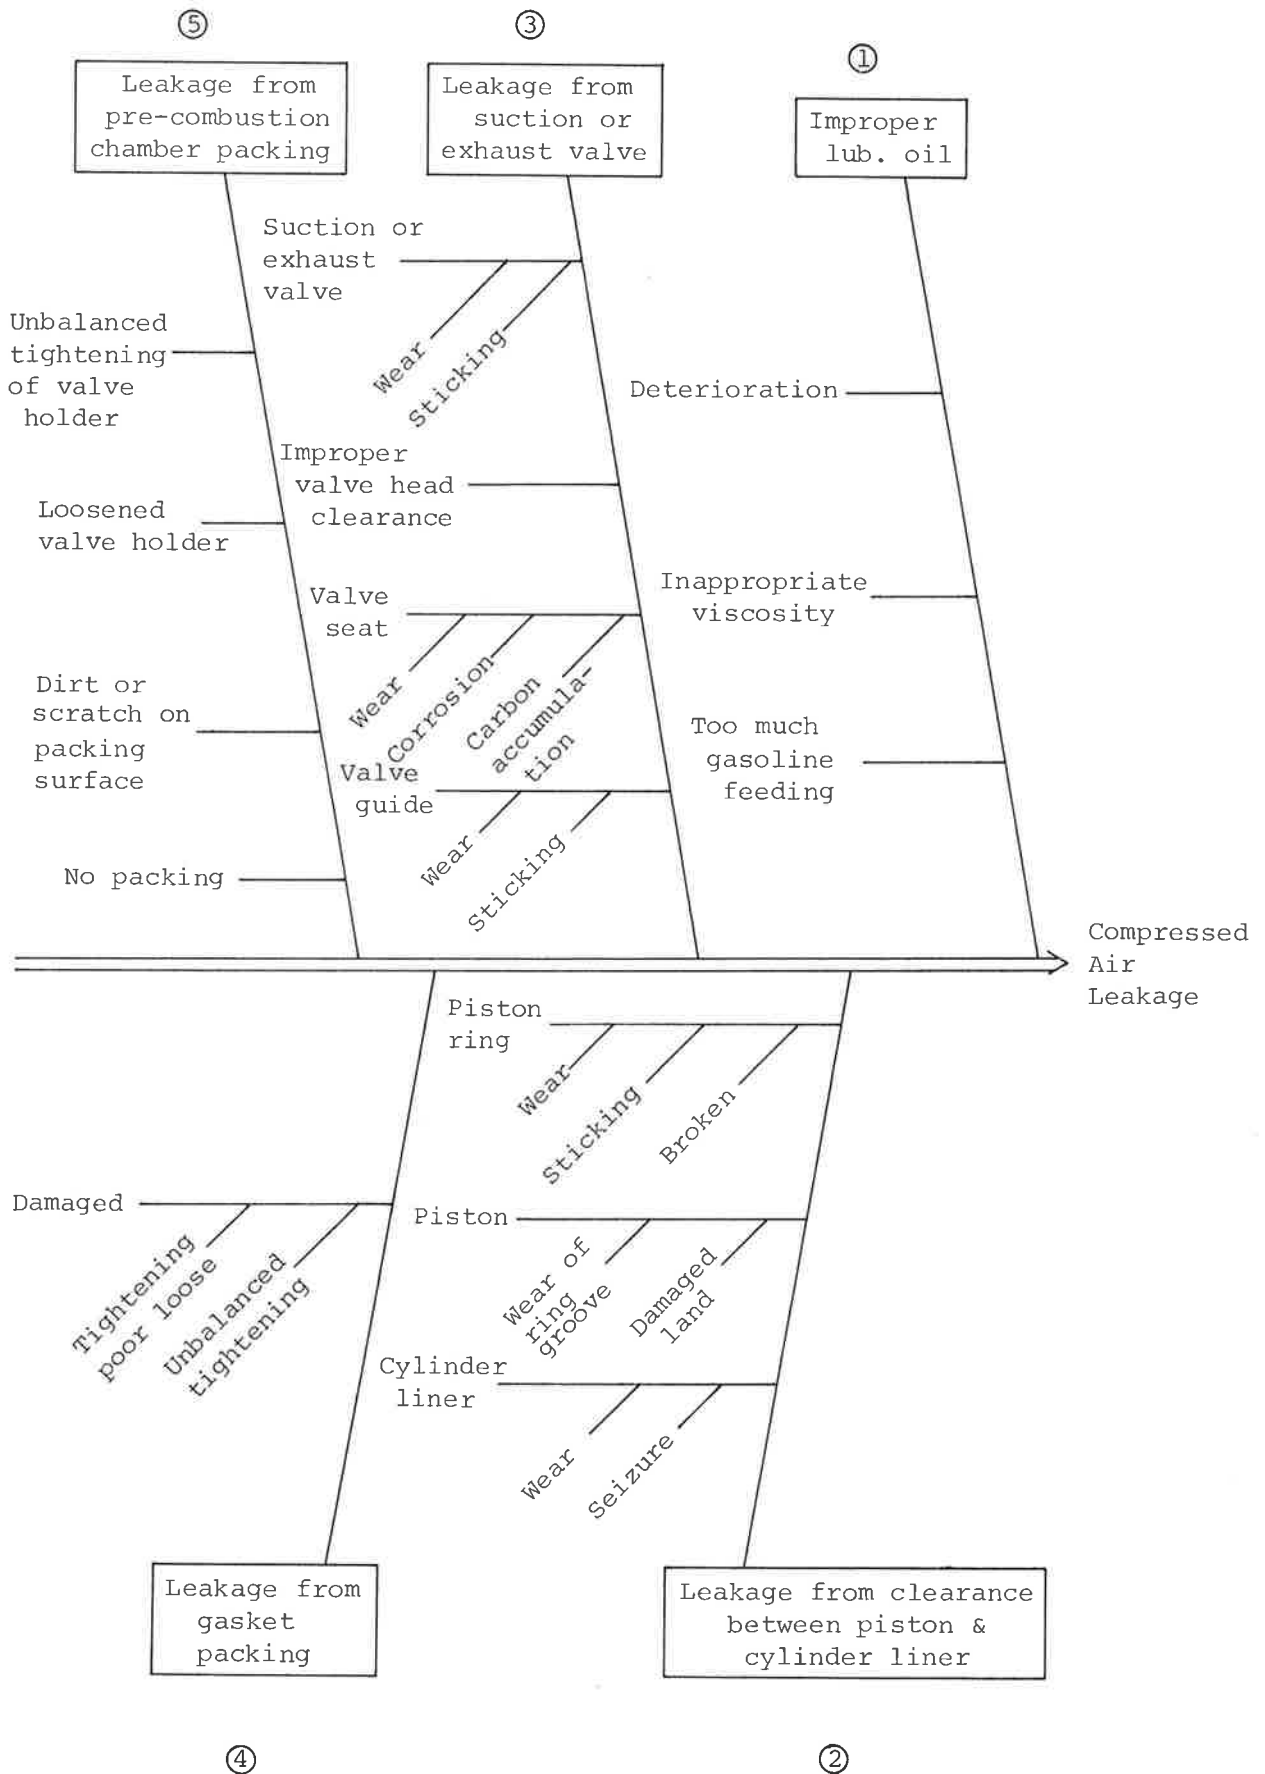 ⑤
③
①
Leakage from
pre-combustion
chamber packing
Leakage from
suction or
exhaust valve
Improper
lub. oil
Suction or
exhaust
valve
Wear
Sticking
Unbalanced
tightening
of valve
holder
Deterioration
Improper
valve head
clearance
Loosened
valve holder
Inappropriate
viscosity
Valve
seat
Wear
Corrosion
Carbon
accumula-
tion
Dirt or
scratch on
packing
surface
Too much
gasoline
feeding
Valve
guide
Wear
Sticking
No packing
Compressed
Air
Leakage
Piston
ring
Wear
Sticking
Broken
Damaged
Tightening
poor loose
Unbalanced
tightening
Piston
Wear of
ring
groove
Damaged
land
Cylinder
liner
Wear
Seizure
Leakage from
gasket
packing
Leakage from clearance
between piston &
cylinder liner
④
②